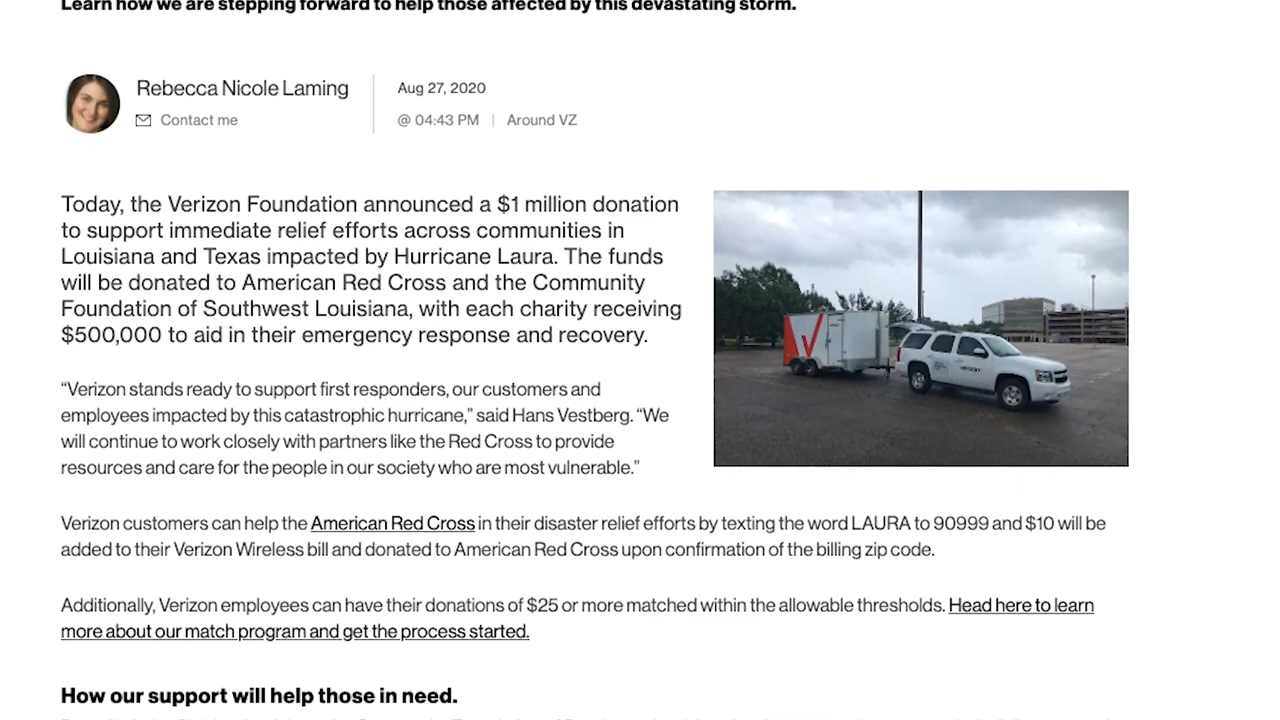 Learn how we are stepping forward to help those affected by this devastating storm.
Rebecca Nicole Laming
Contact me
Aug 27, 2020
@ 04:43 PM | Around VZ
Today, the Verizon Foundation announced a $1 million donation
to support immediate relief efforts across communities in
Louisiana and Texas impacted by Hurricane Laura. The funds
will be donated to American Red Cross and the Community
Foundation of Southwest Louisiana, with each charity receiving
$500,000 to aid in their emergency response and recovery.
“Verizon stands ready to support first responders, our customers and
employees impacted by this catastrophic hurricane,” said Hans Vestberg. “We
will continue to work closely with partners like the Red Cross to provide
resources and care for the people in our society who are most vulnerable.”
verizon
Verizon customers can help the American Red Cross in their disaster relief efforts by texting the word LAURA to 90999 and $10 will be
added to their Verizon Wireless bill and donated to American Red Cross upon confirmation of the billing zip code.
Additionally, Verizon employees can have their donations of $25 or more matched within the allowable thresholds. Head here to learn
more about our match program and get the process started.
How our support will help those in need.